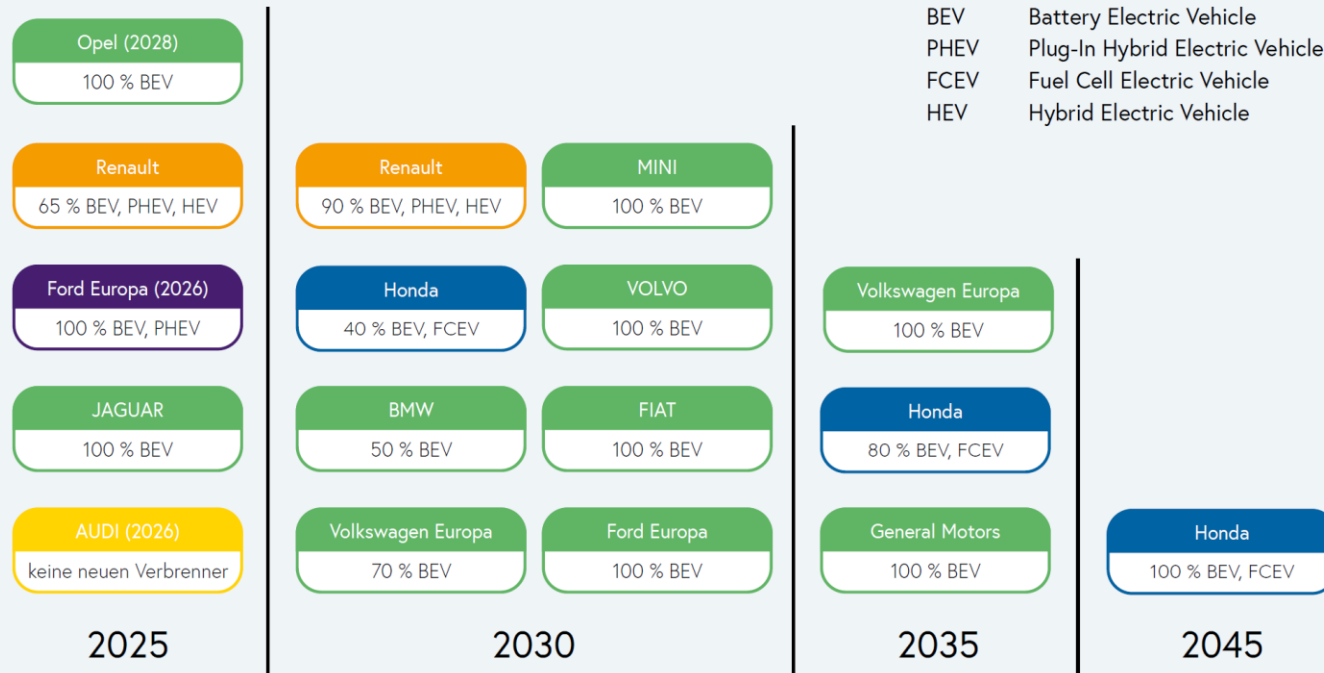 BEV Battery Electric Vehicle
PHEV Plug-In Hybrid Electric Vehicle
FCEV Fuel Cell Electric Vehicle
HEV Hybrid Electric Vehicle
Opel (2028)
100 % BEV
Renault
65 % BEV, PHEV, HEV
Ford Europa (2026)
100 % BEV, PHEV
JAGUAR
100 % BEV
AUDI (2026)
keine neuen Verbrenner
2025
Renault
90 % BEV, PHEV, HEV
Honda
40 % BEV, FCEV
BMW
50 % BEV
Volkswagen Europa
70 % BEV
MINI
100 % BEV
VOLVO
100 % BEV
FIAT
100 % BEV
Ford Europa
100 % BEV
2030
Volkswagen Europa
100 % BEV
Honda
80 % BEV, FCEV
General Motors
100 % BEV
2035
Honda
100 % BEV, FCEV
2045